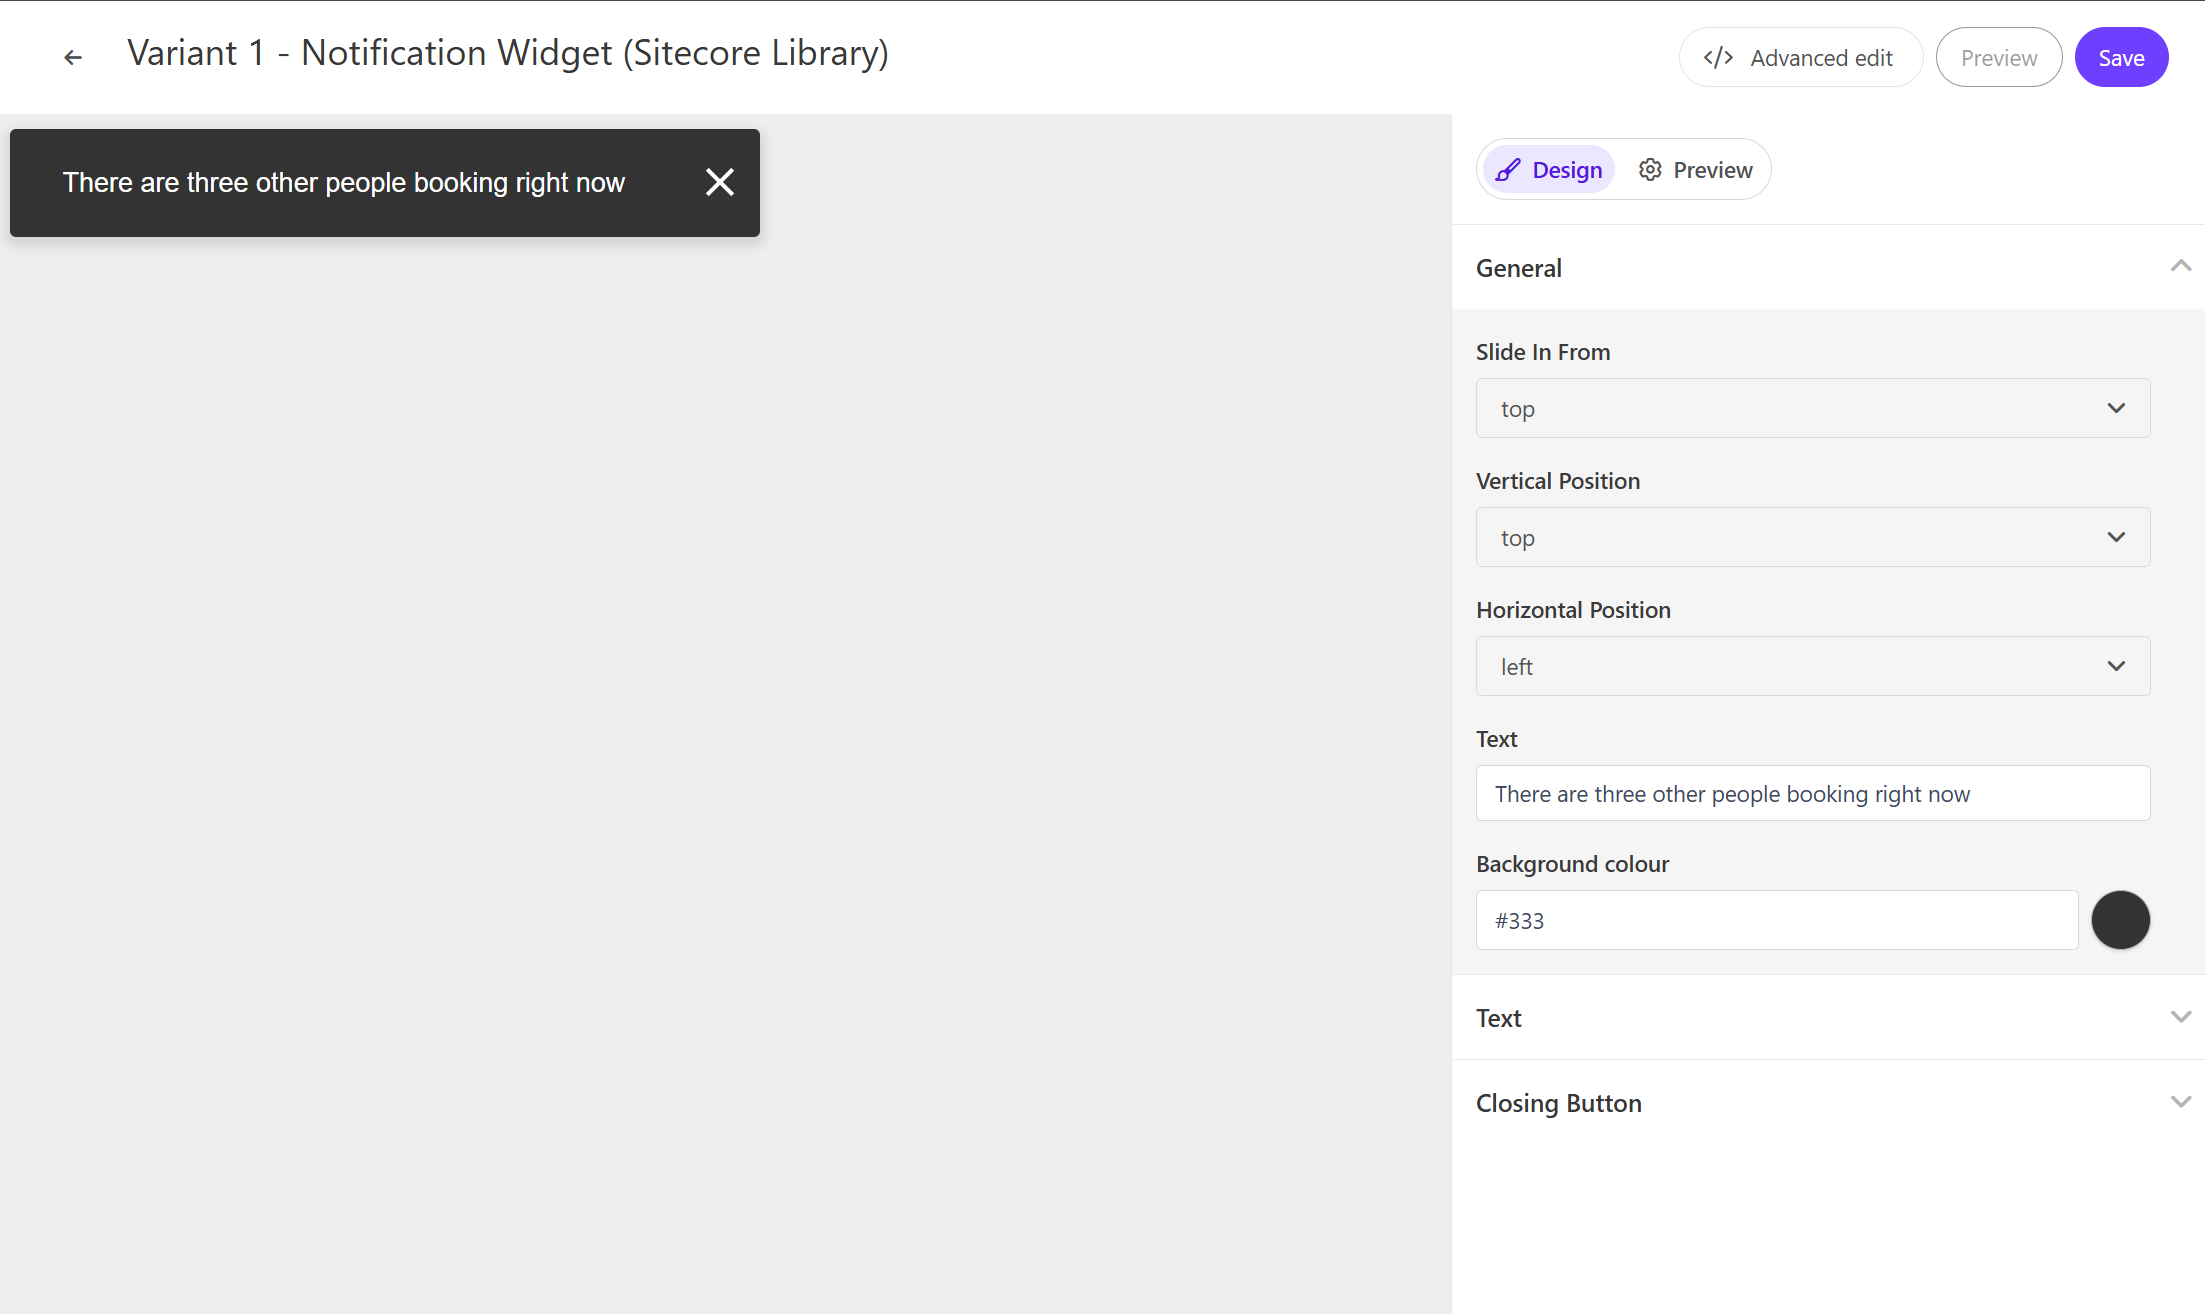 Variant 1 - Notification Widget (Sitecore Library)
</> Advanced edit
Preview
Save
There are three other people booking right now
Design
Preview
General
Slide In From
top
Vertical Position
top
Horizontal Position
left
Text
There are three other people booking right now
Background colour
#333
Text
Closing Button